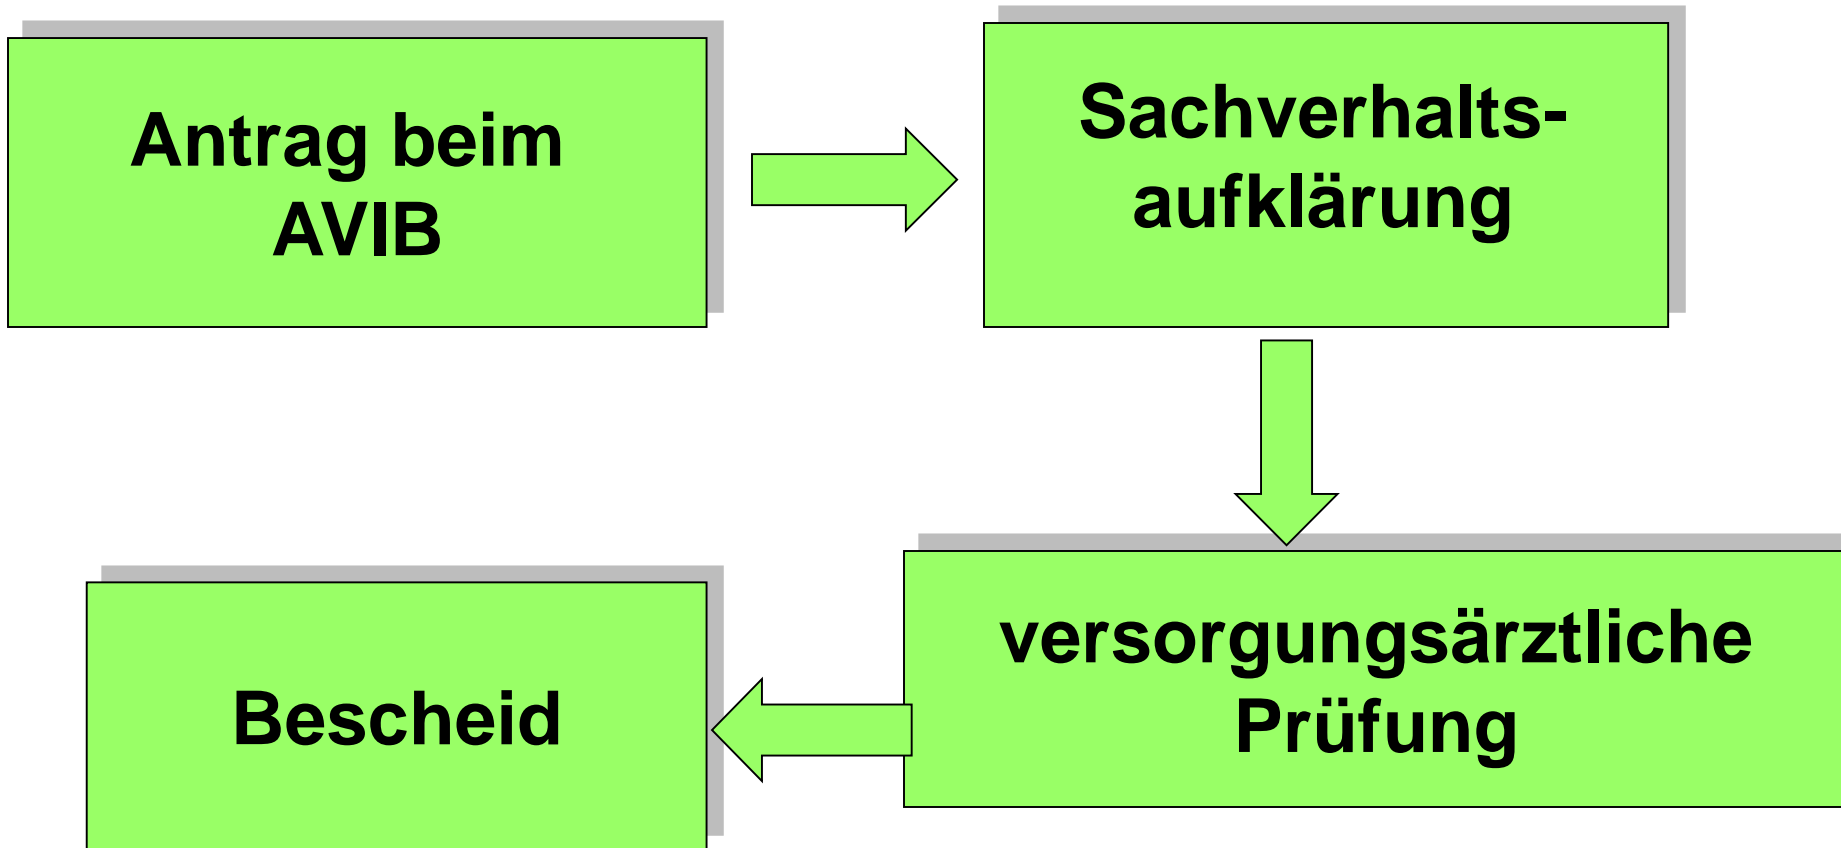 Antrag beim
AVIB
Sachverhalts-
aufklärung
versorgungsärztliche
Prüfung
Bescheid